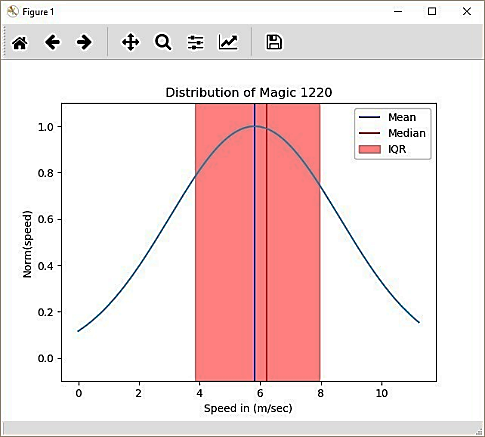 Figure 1
Distribution of Magic 1220
Mean
Median
IQR
1.0
0.8
0.6
0.4
0.2
0.0
Norm(speed)
0 2 4 6 8 10
Speed in (m/sec)